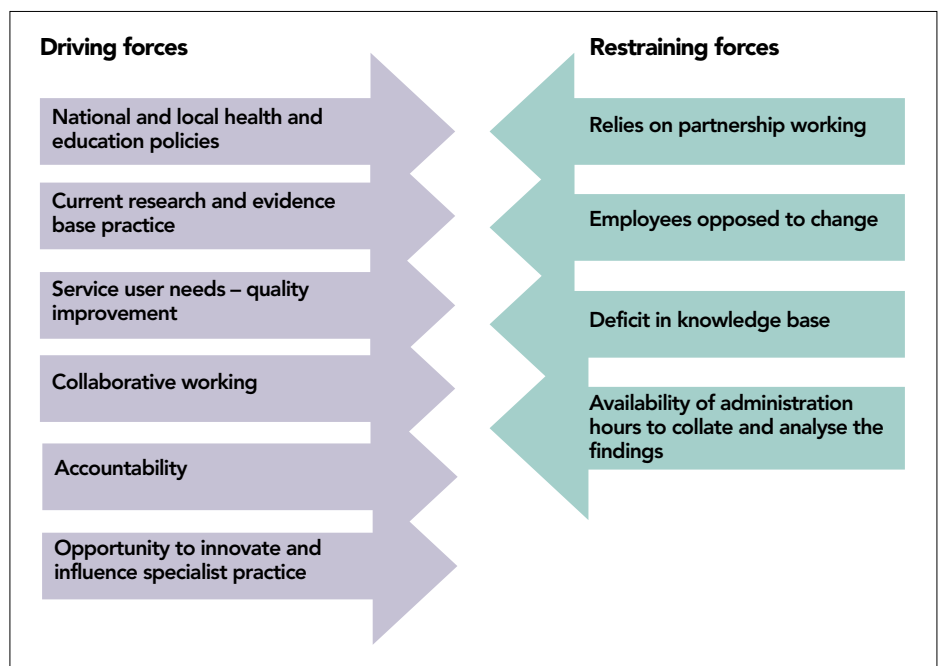 Driving forces
National and local health and
education policies
Current research and evidence
base practice
Service user needs – quality
improvement
Collaborative working
Accountability
Opportunity to innovate and
influence specialist practice
Restraining forces
Relies on partnership working
Employees opposed to change
Deficit in knowledge base
Availability of administration
hours to collate and analyse the
findings